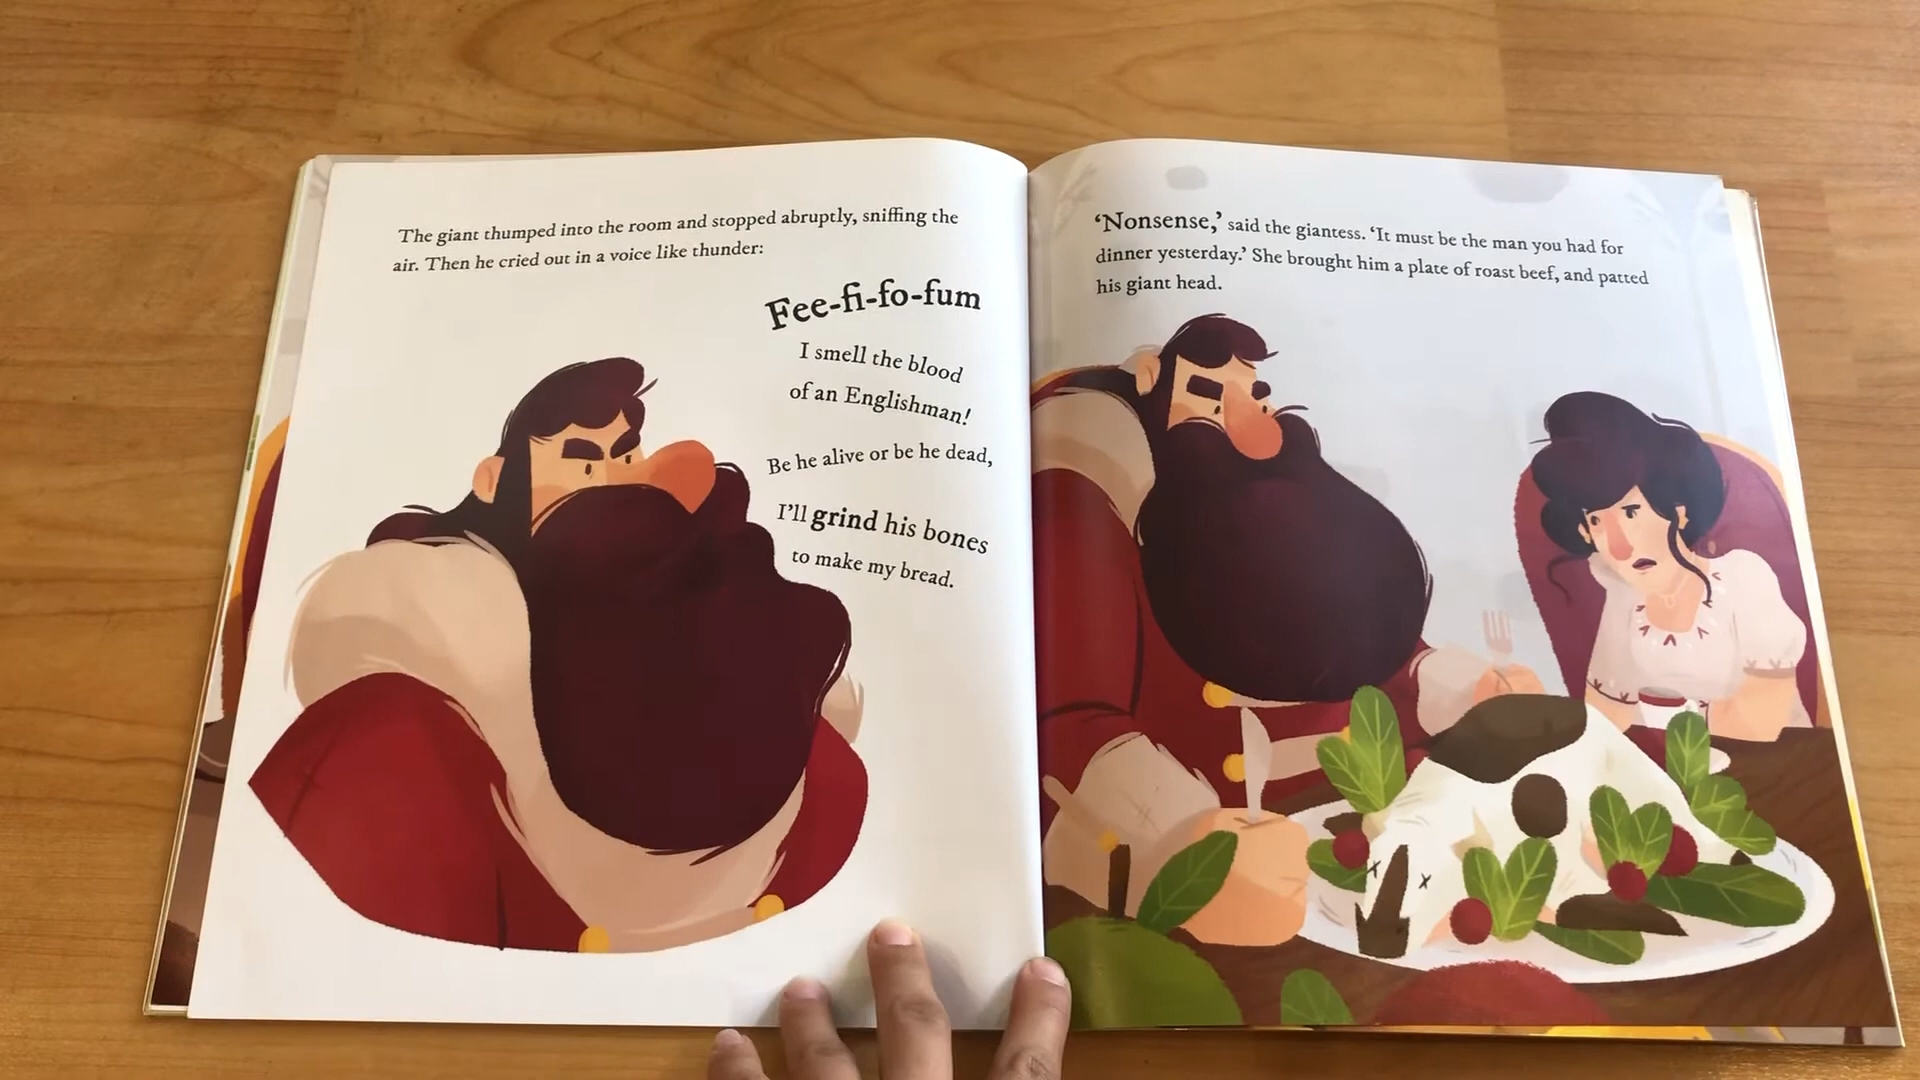 The giant thumped into the room and stopped abruptly, sniffing the
air. Then he cried out in a voice like thunder:
Fee-fi-fo-fum
I smell the blood
of an Englishman!
Be he alive or be he dead,
I’ll grind his bones
to make my bread.
‘Nonsense,’ said the giantess. ‘It must be the man you had for
dinner yesterday.’ She brought him a plate of roast beef, and patted
his giant head.